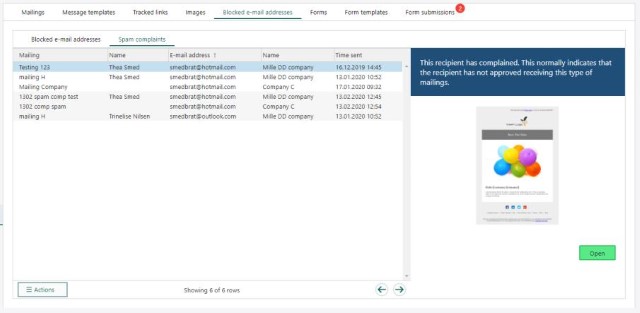 Mailings Message templates Tracked links Images Blocked e-mail addresses Forms Form templates Form submissions 2
Blocked e-mail addresses Spam complaints
Mailing Name E-mail address ↑ Name Time sent
Testing 123 Thea Smed smedbrat@hotmail.com Mille DD company 16.12.2019 14:45
mailing H Thea Smed smedbrat@hotmail.com Mille DD company 13.01.2020 10:52
Mailing Company smedbrat@hotmail.com Company C 17.01.2020 09:32
1302 spam comp test Thea Smed smedbrat@hotmail.com Mille DD company 13.02.2020 12:45
1302 comp spam smedbrat@hotmail.com Company C 13.02.2020 12:54
mailing H Trinelise Nilsen smedbrat@outlook.com Mille DD company 13.01.2020 10:52
This recipient has complained. This normally indicates that
the recipient has not approved receiving this type of
mailings.
Open
Actions Showing 6 of 6 rows